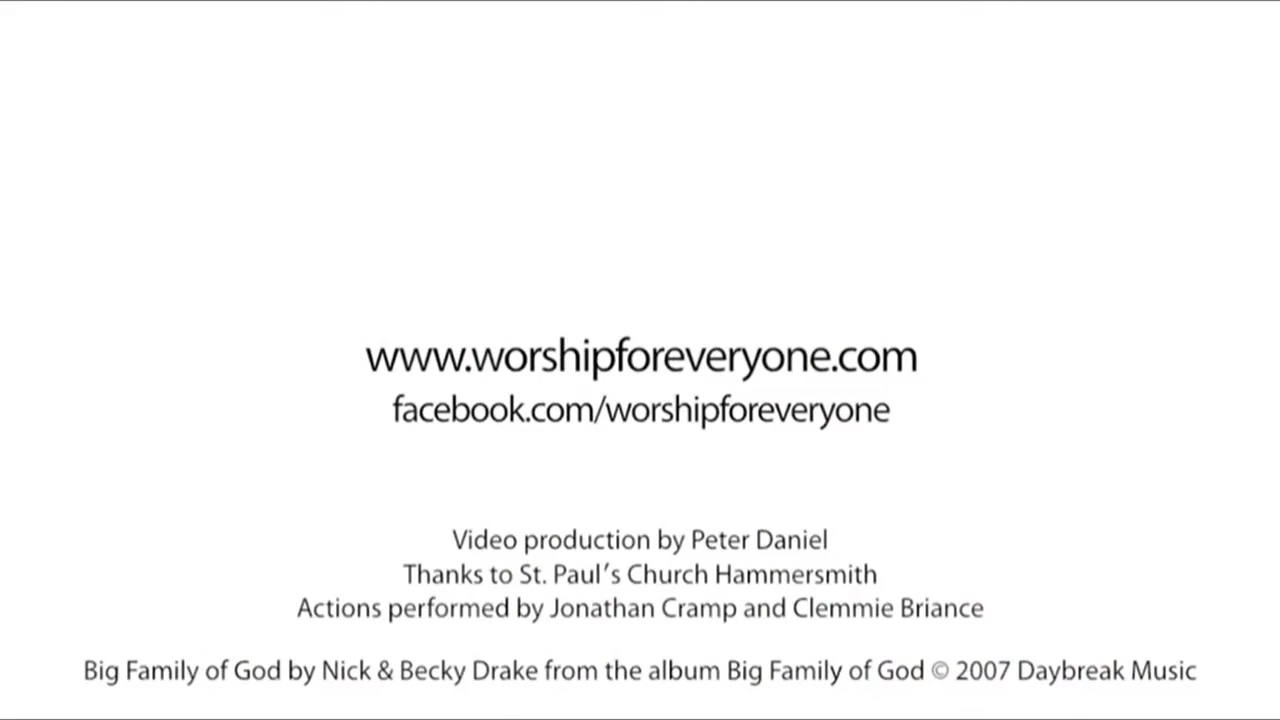 www.worshipforeveryone.com
facebook.com/worshipforeveryone
Video production by Peter Daniel
Thanks to St. Paul's Church Hammersmith
Actions performed by Jonathan Cramp and Clemmie Briance
Big Family of God by Nick & Becky Drake from the album Big Family of God © 2007 Daybreak Music